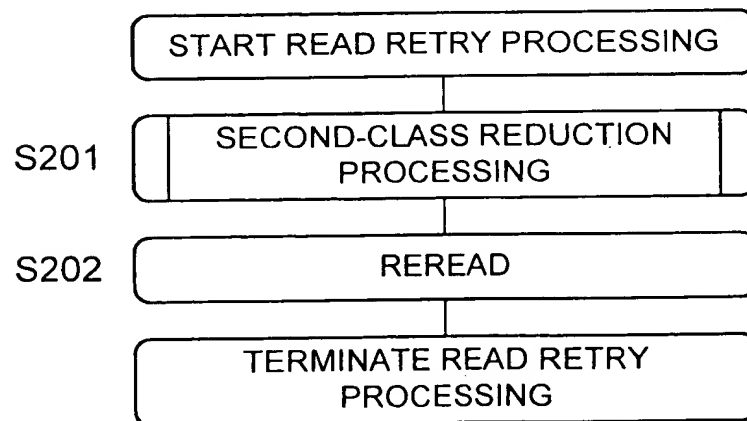 START READ RETRY PROCESSING
S201
SECOND-CLASS REDUCTION
PROCESSING
S202
REREAD
TERMINATE READ RETRY
PROCESSING